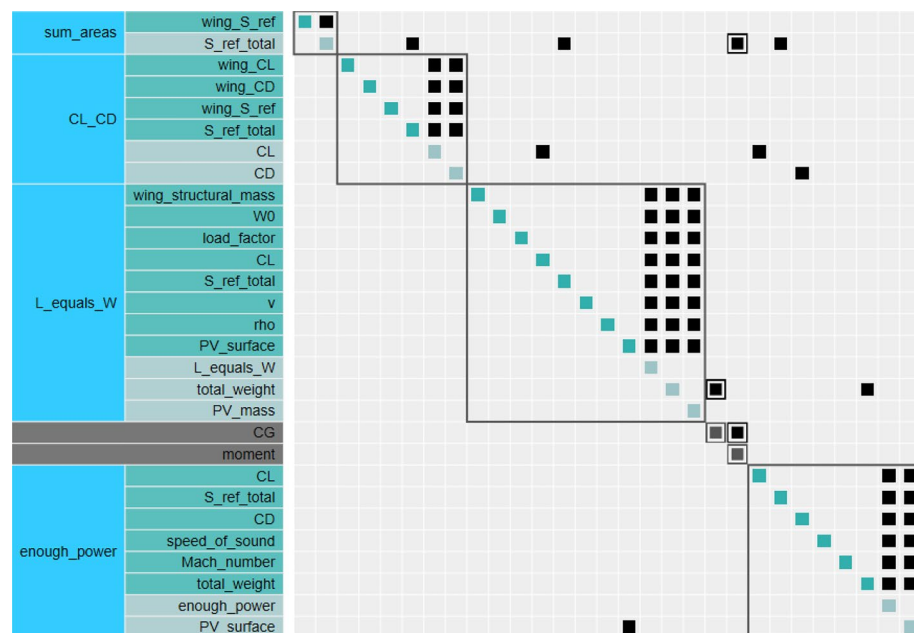 sum_areas
wing_S_ref
S_ref_total
CL_CD
wing_CL
wing_CD
wing_S_ref
S_ref_total
CL
CD
L_equals_W
wing_structural_mass
W0
load_factor
CL
S_ref_total
v
rho
PV_surface
L_equals_W
total_weight
PV_mass
CG
moment
enough_power
CL
S_ref_total
CD
speed_of_sound
Mach_number
total_weight
enough_power
PV_surface